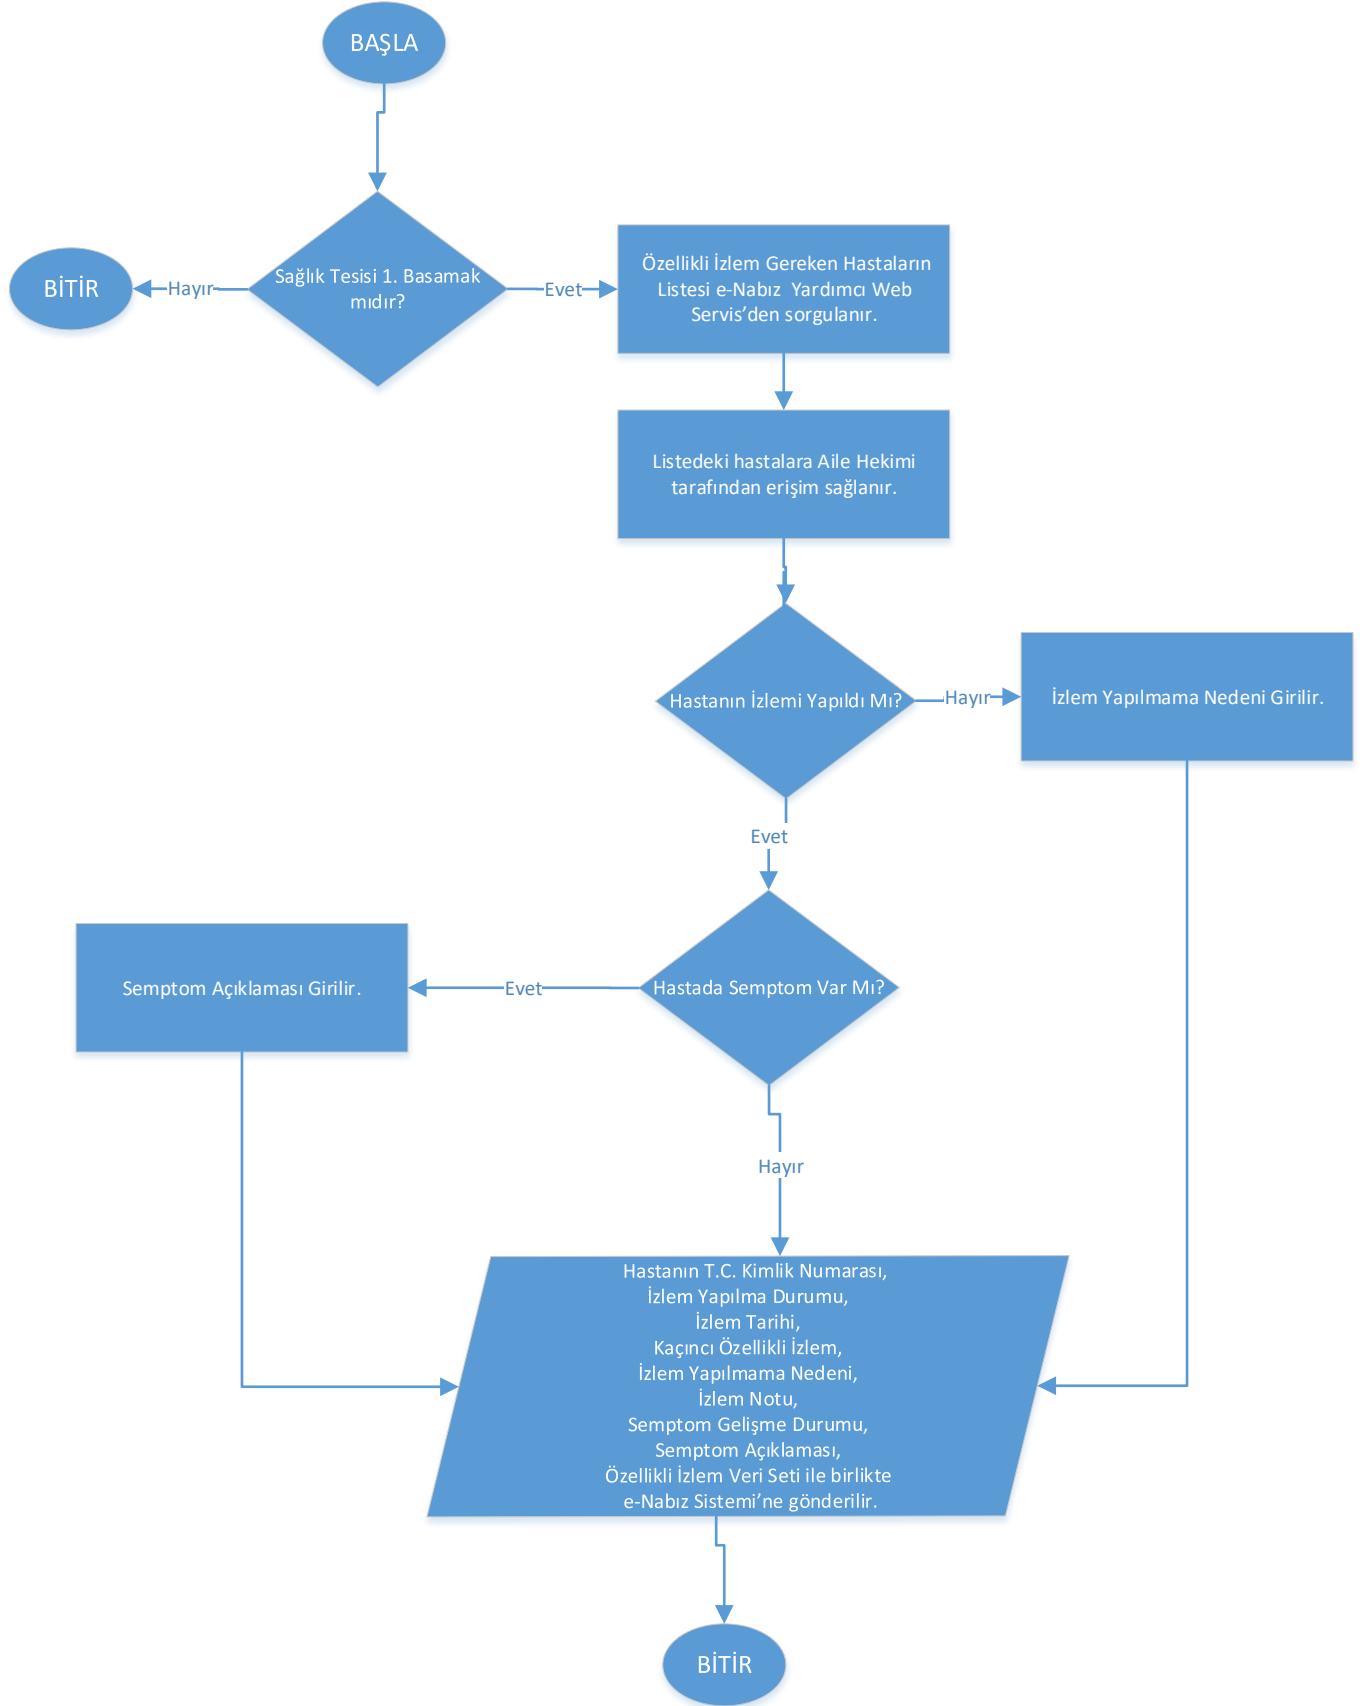 BAŞLA
Sağlık Tesisi 1. Basamak
mıdır?
Hayır
BİTİR
Evet
Özellikli İzlem Gereken Hastaların
Listesi e-Nabız  Yardımcı Web
Servis’den sorgulanır.
Listedeki hastalara Aile Hekimi
tarafından erişim sağlanır.
Hastanın İzlemi Yapıldı Mı?
Hayır
İzlem Yapılmama Nedeni Girilir.
Evet
Hastada Semptom Var Mı?
Evet
Semptom Açıklaması Girilir.
Hayır
Hastanın T.C. Kimlik Numarası,
İzlem Yapılma Durumu,
İzlem Tarihi,
Kaçıncı Özellikli İzlem,
İzlem Yapılmama Nedeni,
İzlem Notu,
Semptom Gelişme Durumu,
Semptom Açıklaması,
Özellikli İzlem Veri Seti ile birlikte
e-Nabız Sistemi’ne gönderilir.
BİTİR